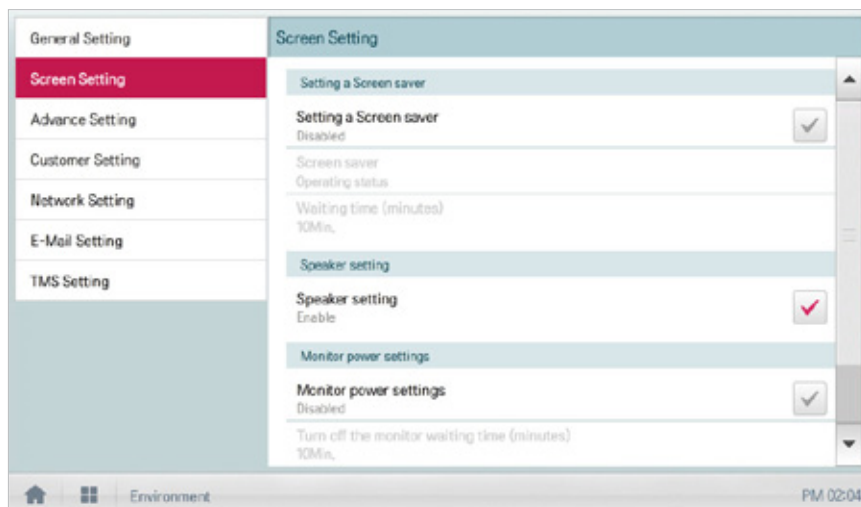 General Setting
Screen Setting
Advance Setting
Customer Setting
Network Setting
E-Mail Setting
TMS Setting
Screen Setting
Setting a Screen saver
Setting a Screen saver
Disabled
Screen saver
Operating status
Waiting time (minutes)
10Min.
Speaker setting
Speaker setting
Enable
Monitor power settings
Monitor power settings
Disabled
Turn off the monitor waiting time (minutes)
10Min.
Environment
PM 02:04